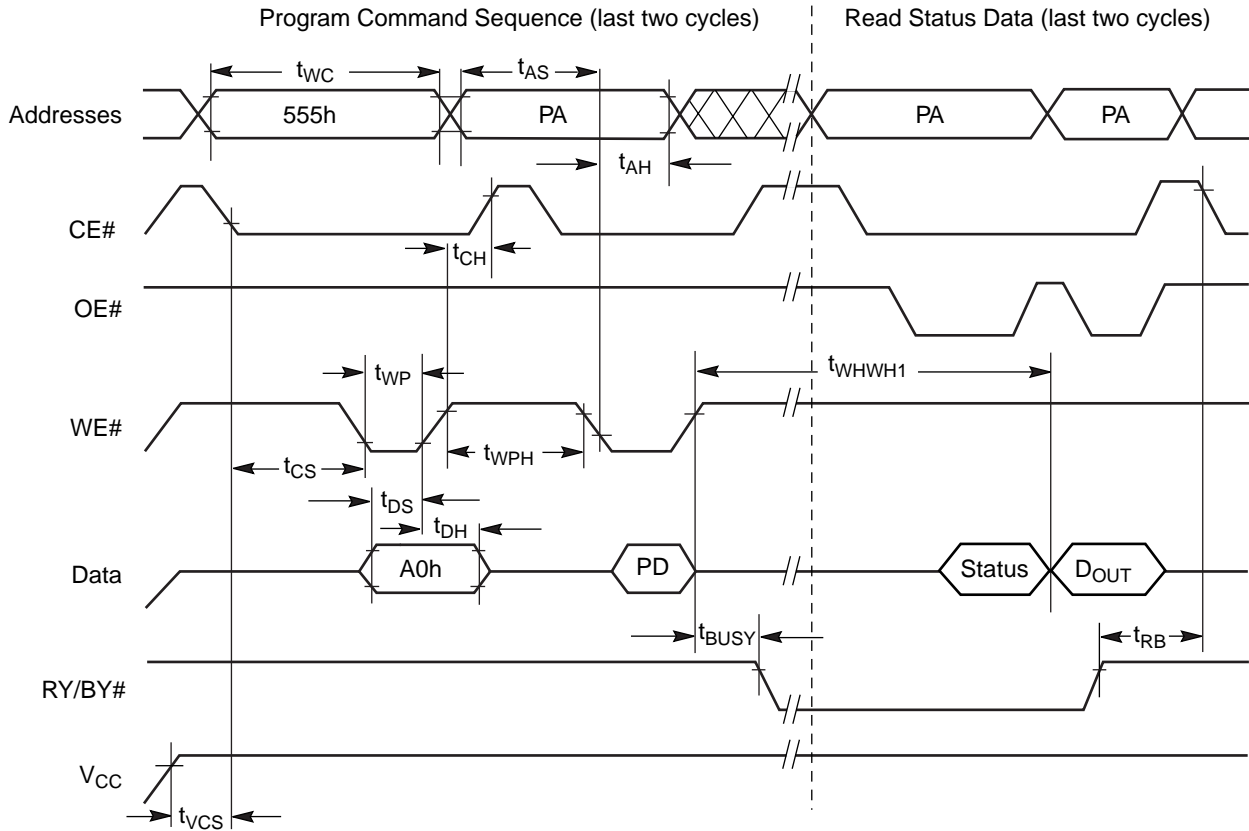 Program Command Sequence (last two cycles)
Read Status Data (last two cycles)
tWC
tAS
Addresses
555h
PA
PA
PA
tAH
CE#
tCH
OE#
tWP
tWHWH1
WE#
tCS
tWPH
tDS
tDH
Data
A0h
PD
Status
DOUT
tBUSY
tRB
RY/BY#
VCC
tVCS